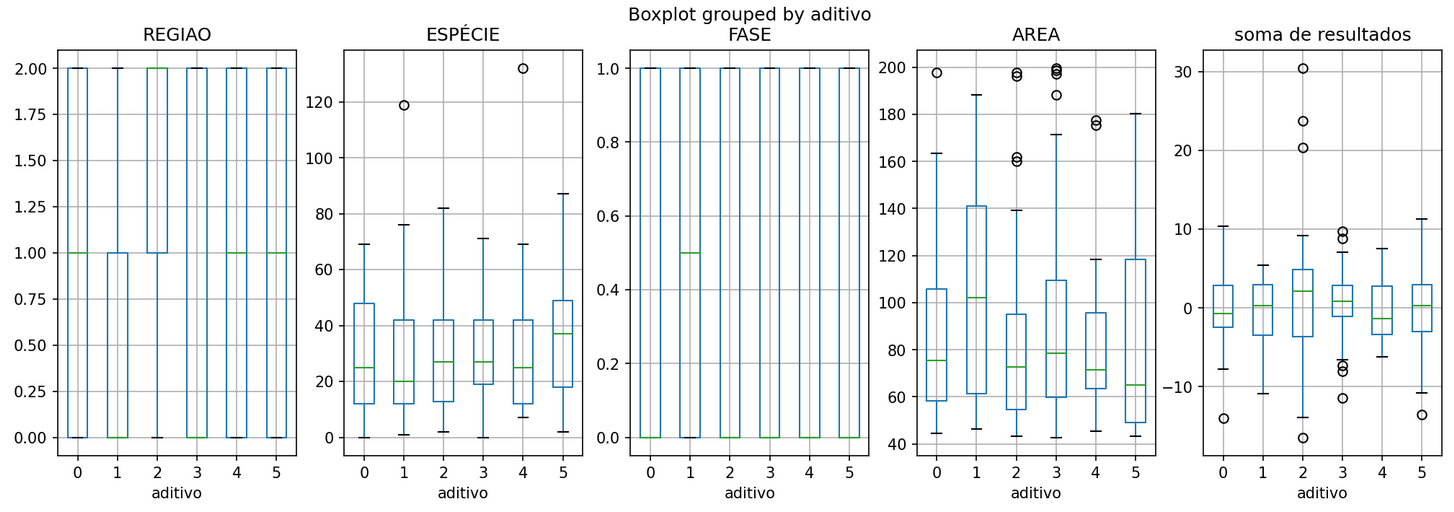 Boxplot grouped by aditivo
REGIAO
2.00
1.75
1.50
1.25
1.00
0.75
0.50
0.25
0.00
0 1 2 3 4 5
aditivo
ESPÉCIE
120
100
80
60
40
20
0
0 1 2 3 4 5
aditivo
FASE
1.0
0.8
0.6
0.4
0.2
0.0
0 1 2 3 4 5
aditivo
AREA
200
180
160
140
120
100
80
60
40
0 1 2 3 4 5
aditivo
soma de resultados
30
20
10
0
−10
0 1 2 3 4 5
aditivo